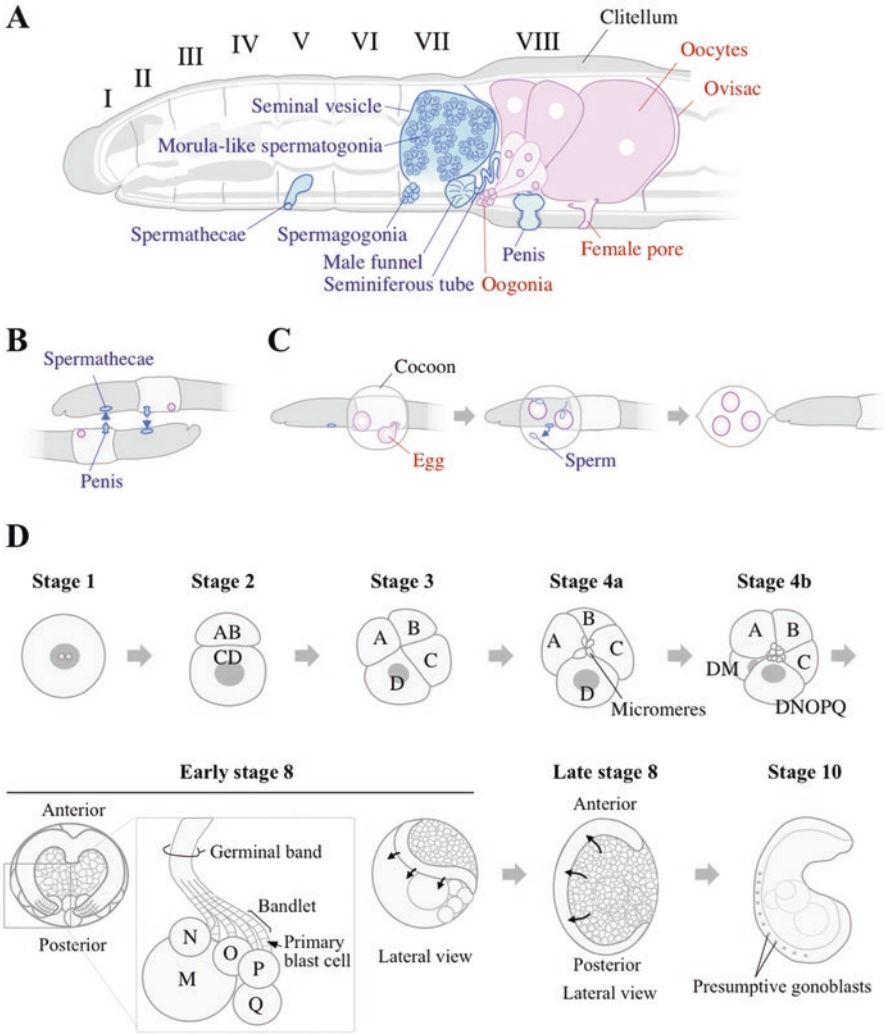 A
I
II
III
IV
V
VI
VII
VIII
Clitellum
Oocytes
Ovisac
Seminal vesicle
Morula-like spermatogonia
Spermathecae
Spermagogonia
Male funnel
Seminiferous tube
Oogonia
Penis
Female pore
B
Spermathecae
Penis
C
Cocoon
Egg
Sperm
D
Stage 1
Stage 2
Stage 3
Stage 4a
Stage 4b
AB
CD
A
B
C
D
A
B
C
D
Micromeres
A
B
C
DM
DNOPQ
Early stage 8
Late stage 8
Stage 10
Anterior
Posterior
Germinal band
Bandlet
Primary
blast cell
N
O
P
M
Q
Lateral view
Anterior
Posterior
Lateral view
Presumptive gonoblasts